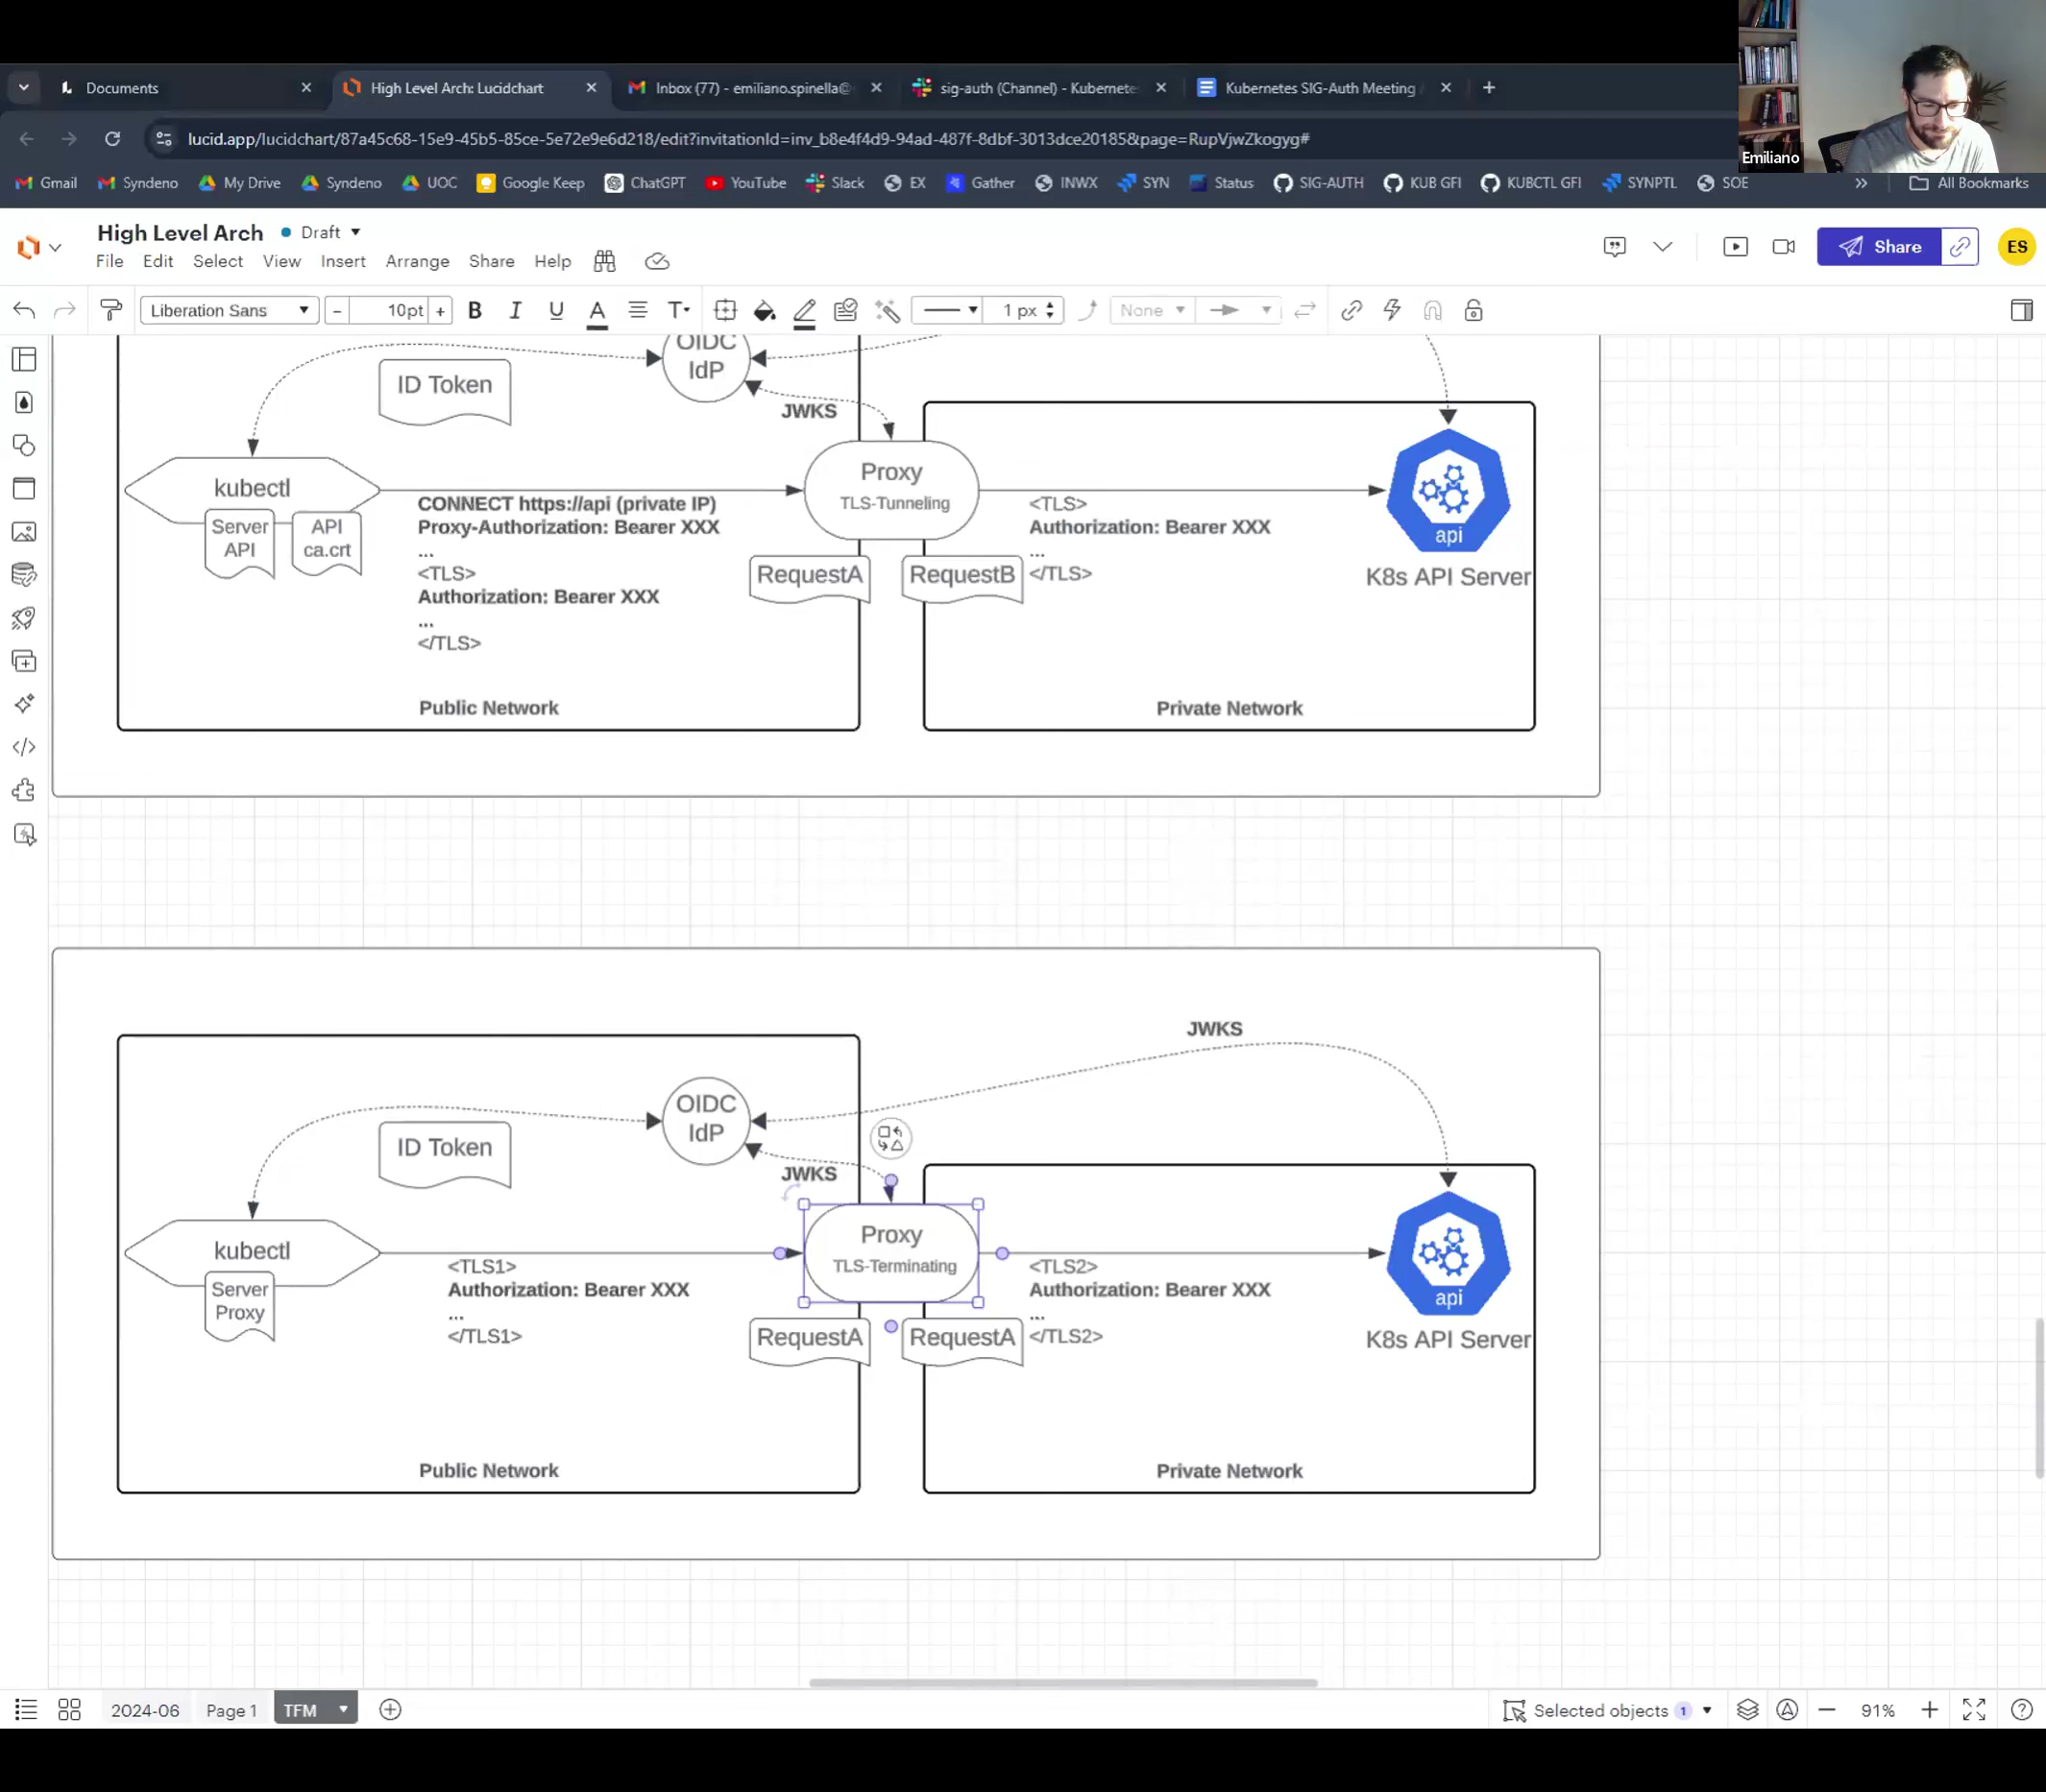 Documents
High Level Arch: Lucidchart
Inbox (77) - emiliano.spinella@
sig-auth (Channel) - Kubernete
Kubernetes SIG-Auth Meeting
lucid.app/lucidchart/87a45c68-15e9-45b5-85ce-5e72e9e6d218/edit?invitationId=inv_b8e4f4d9-94ad-487f-8dbf-3013dce20185&page=RupVjwZkogyg#
Emiliano
Gmail
Syndeno
My Drive
Syndeno
UOC
Google Keep
ChatGPT
YouTube
Slack
EX
Gather
INWX
SYN
Status
SIG-AUTH
KUB GFI
KUBCTL GFI
SYNPTL
SOE
All Bookmarks
High Level Arch
Draft
File
Edit
Select
View
Insert
Arrange
Share
Help
Share
ES
Liberation Sans
- 10pt +
B I U A T
1 px
None
OIDC
IdP
ID Token
JWKS
kubectl
Server
API
API
ca.crt
CONNECT https://api (private IP)
Proxy-Authorization: Bearer XXX
...
<TLS>
Authorization: Bearer XXX
...
</TLS>
Proxy
TLS-Tunneling
RequestA
RequestB
<TLS>
Authorization: Bearer XXX
...
</TLS>
api
K8s API Server
Public Network
Private Network
JWKS
OIDC
IdP
ID Token
JWKS
kubectl
Server
Proxy
<TLS1>
Authorization: Bearer XXX
...
</TLS1>
Proxy
TLS-Terminating
RequestA
RequestA
<TLS2>
Authorization: Bearer XXX
...
</TLS2>
api
K8s API Server
Public Network
Private Network
2024-06
Page 1
TFM
Selected objects 1
91%